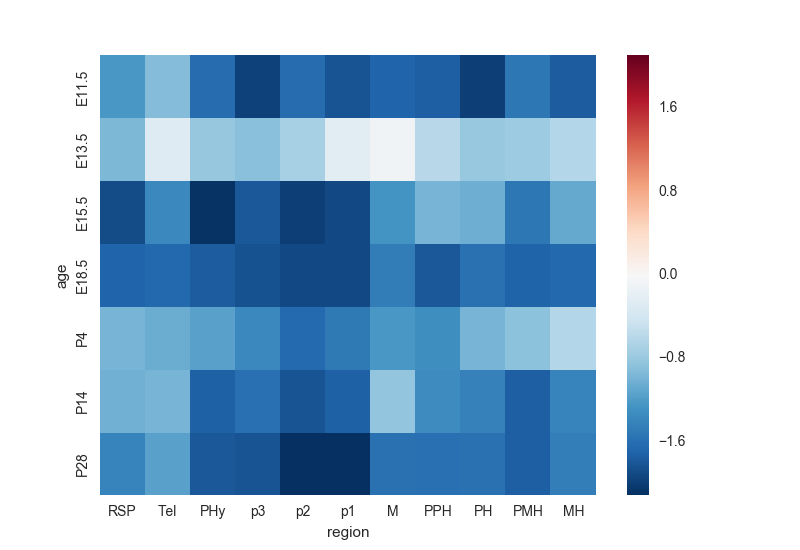 E11.5
E13.5
E15.5
E18.5
P4
P14
P28
age
RSP Tel PHy p3 p2 p1 M PPH PH PMH MH
region
1.6
0.8
0.0
−0.8
−1.6